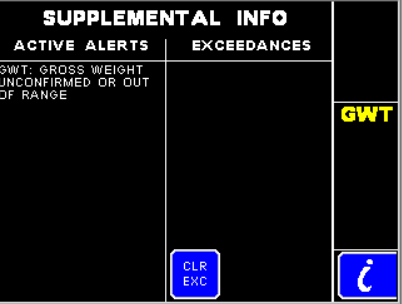 SUPPLEMENTAL INFO
ACTIVE ALERTS
EXCEEDANCES
GWT: GROSS WEIGHT
UNCONFIRMED OR OUT
OF RANGE
GWT
CLR
EXC
i